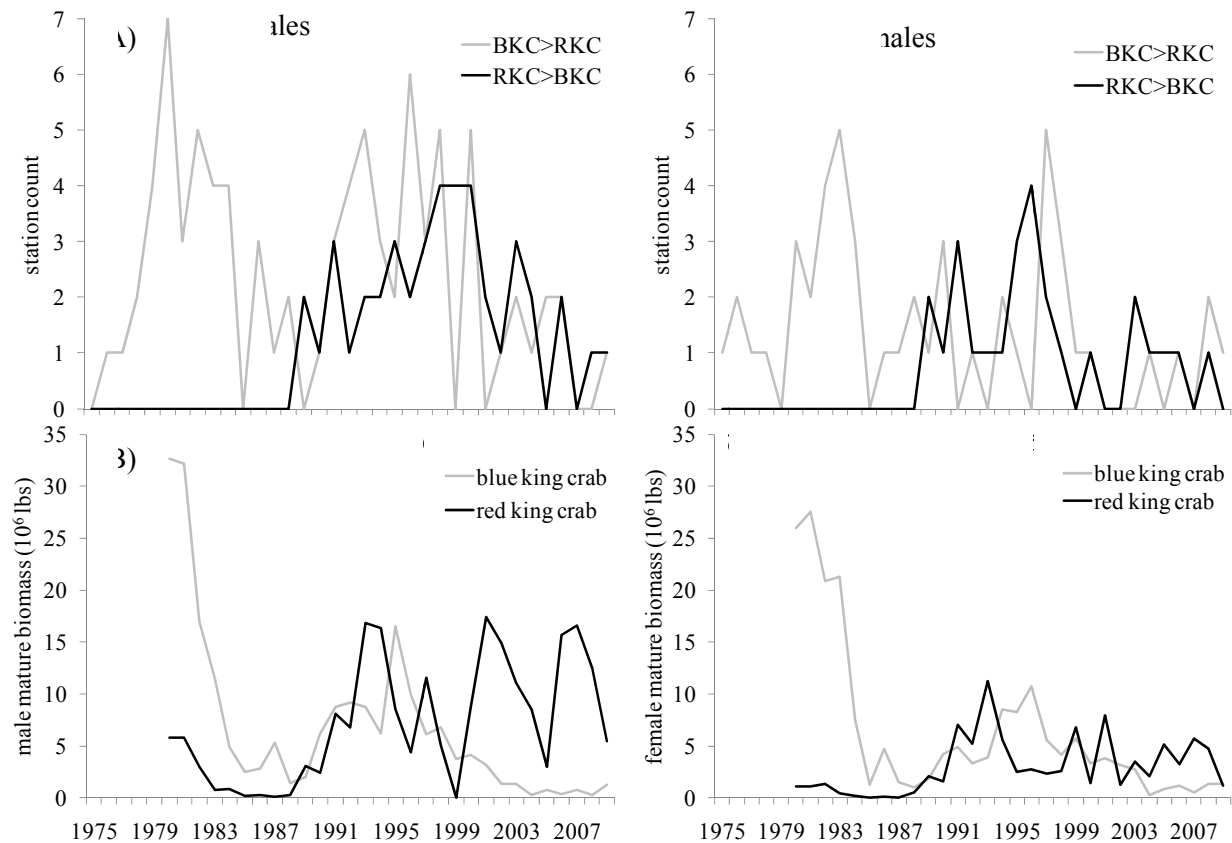 ales
nales
BKC>RKC
RKC>BKC
BKC>RKC
RKC>BKC
7
6
5
4
3
2
1
0
station count
7
6
5
4
3
2
1
0
station count
B)
blue king crab
red king crab
blue king crab
red king crab
35
30
25
20
15
10
5
0
male mature biomass (10⁶ lbs)
35
30
25
20
15
10
5
0
female mature biomass (10⁶ lbs)
1975 1979 1983 1987 1991 1995 1999 2003 2007
1975 1979 1983 1987 1991 1995 1999 2003 2007